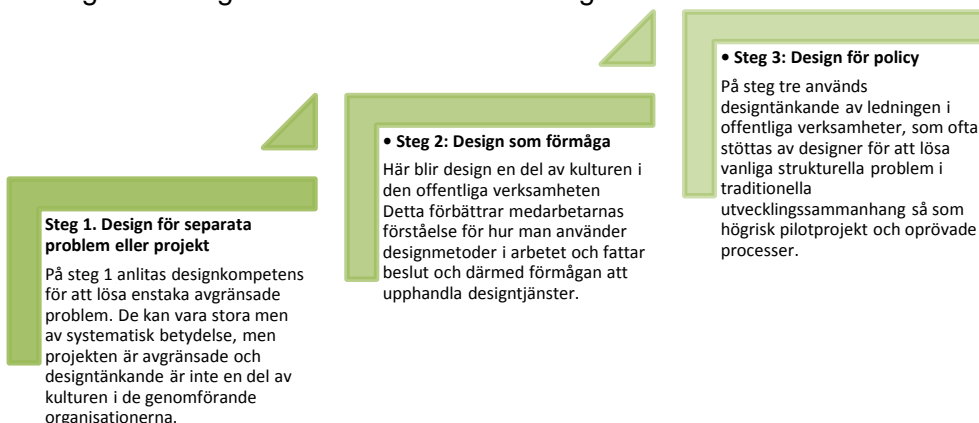 Steg 1. Design för separata
problem eller projekt
På steg 1 anlitas designkompetens
för att lösa enstaka avgränsade
problem. De kan vara stora men
av systematisk betydelse, men
projekten är avgränsade och
designtänkande är inte en del av
kulturen i de genomförande
organisationerna.
• Steg 2: Design som förmåga
Här blir design en del av kulturen i
den offentliga verksamheten
Detta förbättrar medarbetarnas
förståelse för hur man använder
designmetoder i arbetet och fattar
beslut och därmed förmågan att
upphandla designtjänster.
• Steg 3: Design för policy
På steg tre används
designtänkande av ledningen i
offentliga verksamheter, som ofta
stöttas av designer för att lösa
vanliga strukturella problem i
traditionella
utvecklingssammanhang så som
högrisk pilotprojekt och oprövade
processer.